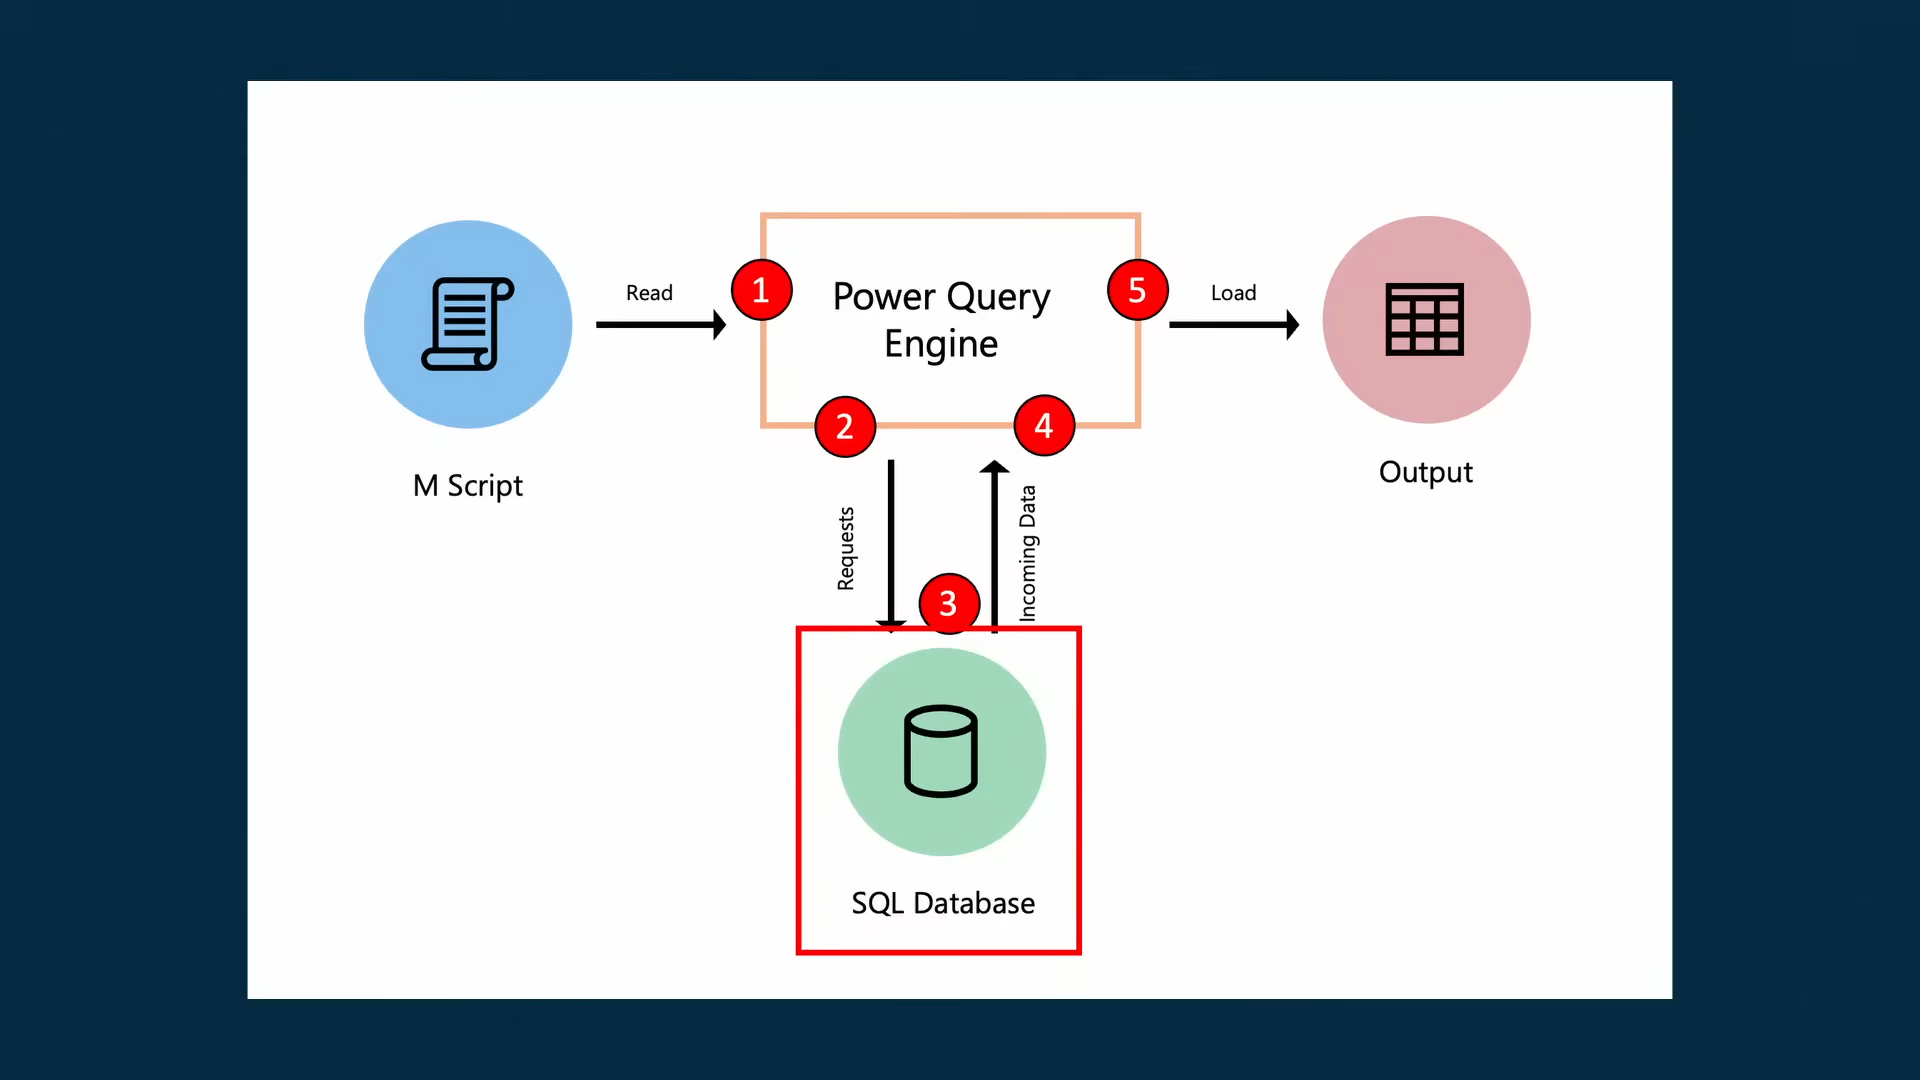 Read
1
Power Query
Engine
5
Load
M Script
2
4
Output
Requests
Incoming Data
3
SQL Database